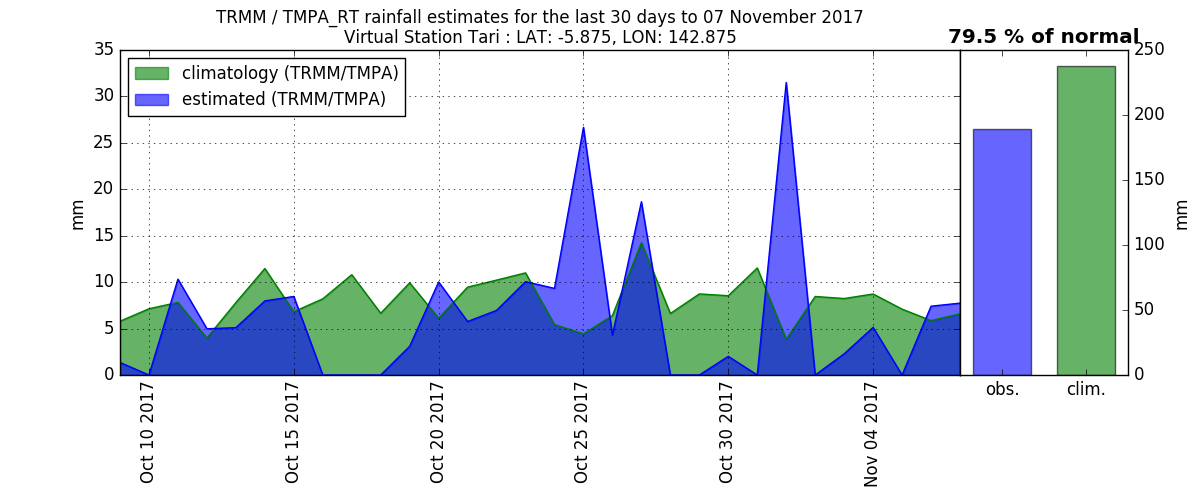 TRMM / TMPA_RT rainfall estimates for the last 30 days to 07 November 2017
Virtual Station Tari : LAT: -5.875, LON: 142.875
79.5 % of normal
climatology (TRMM/TMPA)
estimated (TRMM/TMPA)
35
30
25
20
15
10
5
0
mm
Oct 10 2017
Oct 15 2017
Oct 20 2017
Oct 25 2017
Oct 30 2017
Nov 04 2017
250
200
150
100
50
0
mm
obs.
clim.